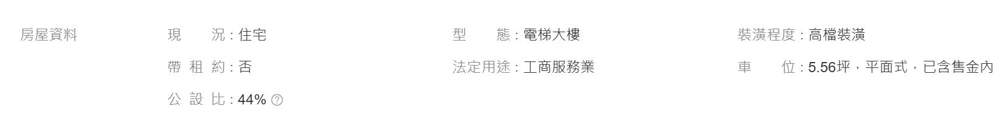 房屋資料 現況：住宅 型態：電梯大樓 裝潢程度：高檔裝潢
帶租約：否 法定用途：工商服務業 車位：5.56坪，平面式，已含售金內
公設比：44% ?